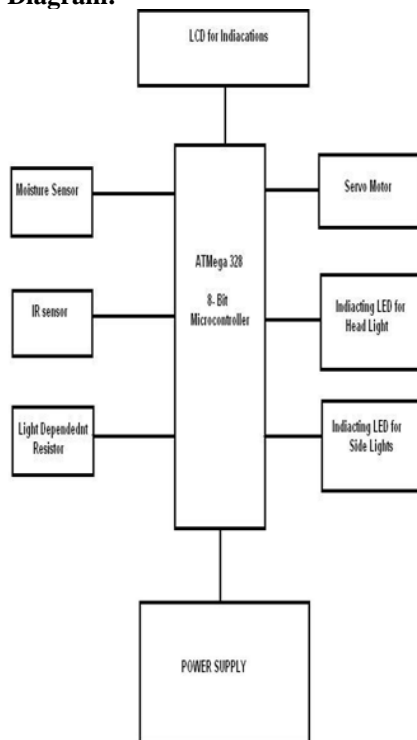 Diagram:
LCD for Indiacations
Moisture Sensor
Servo Motor
ATMega 328
8- Bit
Microcontroller
IR sensor
Indiacting LED for
Head Light
Light Dependednt
Resistor
Indiacting LED for
Side Lights
POWER SUPPLY